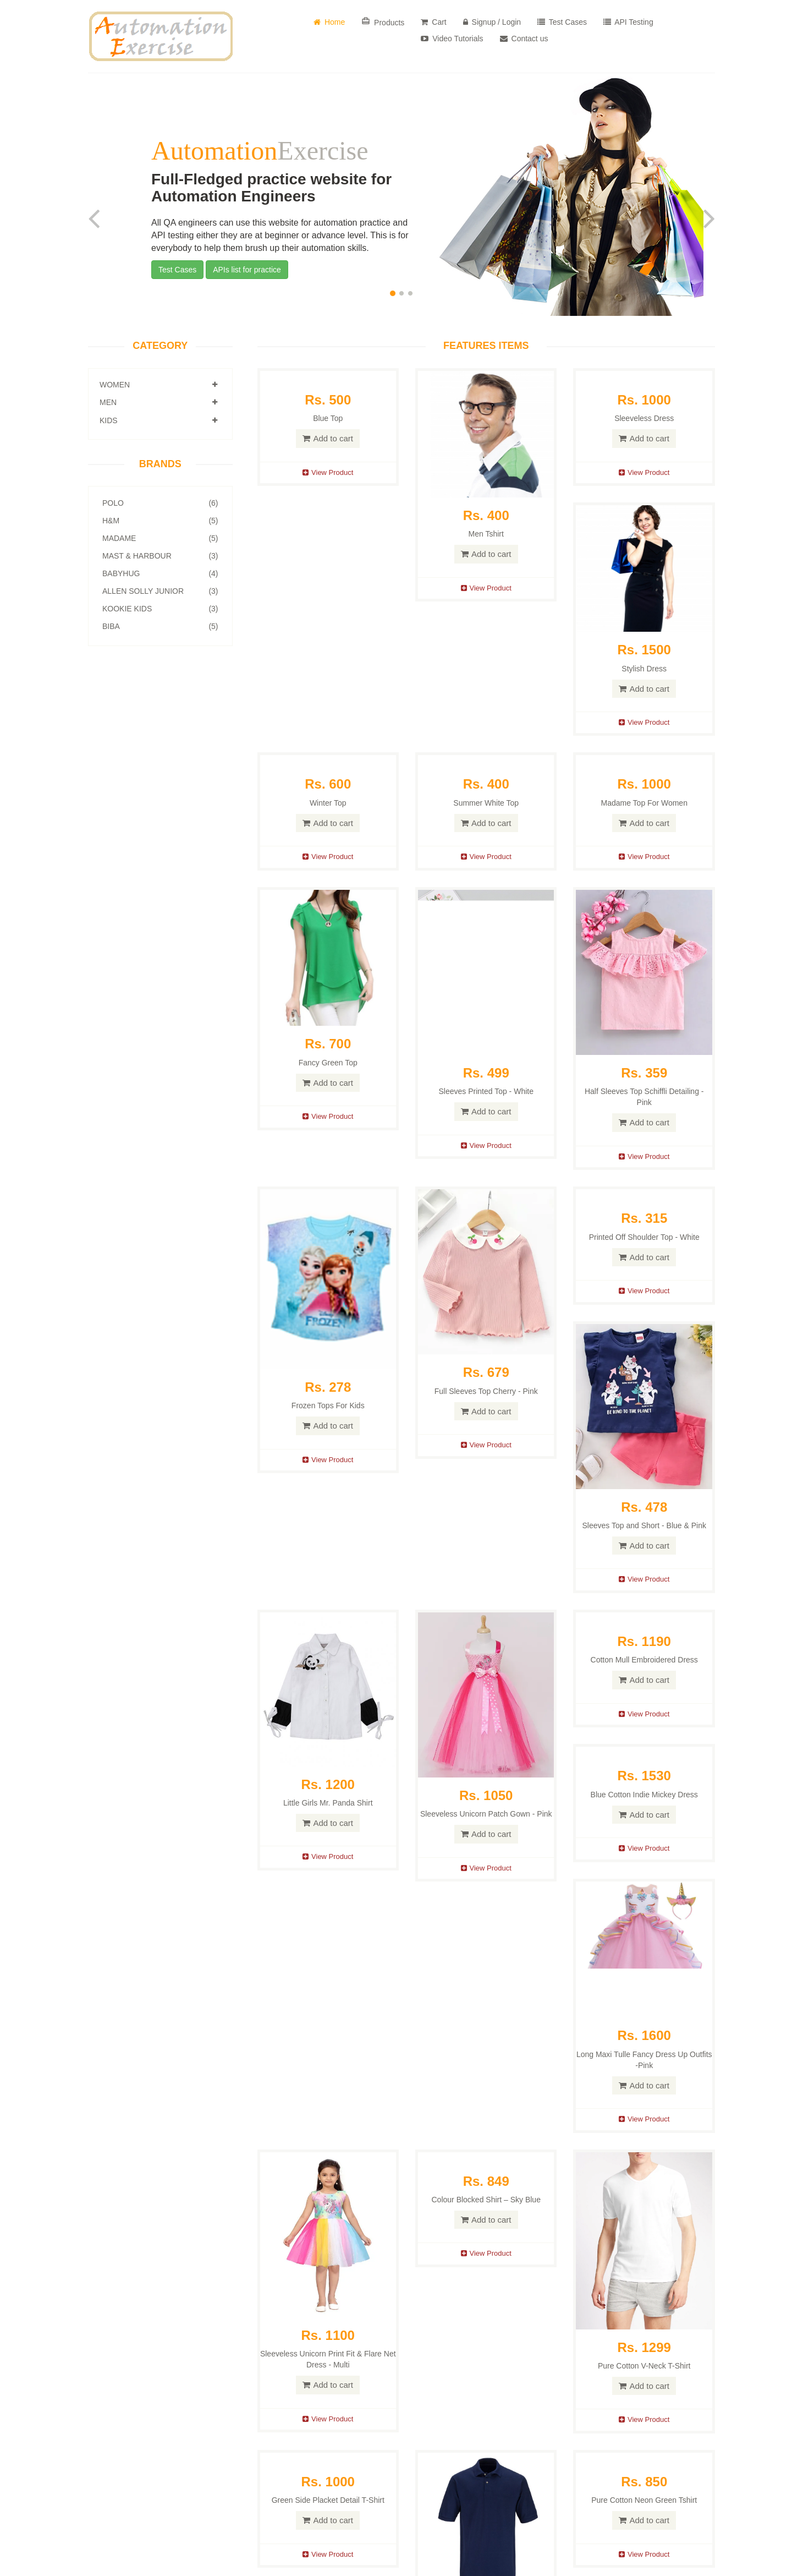 Automation
Exercise
Home
Products
Cart
Signup / Login
Test Cases
API Testing
Video Tutorials
Contact us
AutomationExercise
Full-Fledged practice website for
Automation Engineers
All QA engineers can use this website for automation practice and
API testing either they are at beginner or advance level. This is for
everybody to help them brush up their automation skills.
Test Cases
APIs list for practice
CATEGORY
WOMEN
MEN
KIDS
BRANDS
POLO (6)
H&M (5)
MADAME (5)
MAST & HARBOUR (3)
BABYHUG (4)
ALLEN SOLLY JUNIOR (3)
KOOKIE KIDS (3)
BIBA (5)
FEATURES ITEMS
Rs. 500
Blue Top
Add to cart
View Product
Rs. 400
Men Tshirt
Add to cart
View Product
Rs. 1000
Sleeveless Dress
Add to cart
View Product
Rs. 1500
Stylish Dress
Add to cart
View Product
Rs. 600
Winter Top
Add to cart
View Product
Rs. 400
Summer White Top
Add to cart
View Product
Rs. 1000
Madame Top For Women
Add to cart
View Product
Rs. 700
Fancy Green Top
Add to cart
View Product
Rs. 499
Sleeves Printed Top - White
Add to cart
View Product
Rs. 359
Half Sleeves Top Schiffli Detailing -
Pink
Add to cart
View Product
FROZEN
Rs. 278
Frozen Tops For Kids
Add to cart
View Product
Rs. 679
Full Sleeves Top Cherry - Pink
Add to cart
View Product
Rs. 315
Printed Off Shoulder Top - White
Add to cart
View Product
BE KIND TO THE PLANET
Rs. 478
Sleeves Top and Short - Blue & Pink
Add to cart
View Product
Rs. 1200
Little Girls Mr. Panda Shirt
Add to cart
View Product
Rs. 1050
Sleeveless Unicorn Patch Gown - Pink
Add to cart
View Product
Rs. 1190
Cotton Mull Embroidered Dress
Add to cart
View Product
Rs. 1530
Blue Cotton Indie Mickey Dress
Add to cart
View Product
Rs. 1600
Long Maxi Tulle Fancy Dress Up Outfits
-Pink
Add to cart
View Product
Rs. 1100
Sleeveless Unicorn Print Fit & Flare Net
Dress - Multi
Add to cart
View Product
Rs. 849
Colour Blocked Shirt – Sky Blue
Add to cart
View Product
Rs. 1299
Pure Cotton V-Neck T-Shirt
Add to cart
View Product
Rs. 1000
Green Side Placket Detail T-Shirt
Add to cart
View Product
Rs. 850
Pure Cotton Neon Green Tshirt
Add to cart
View Product